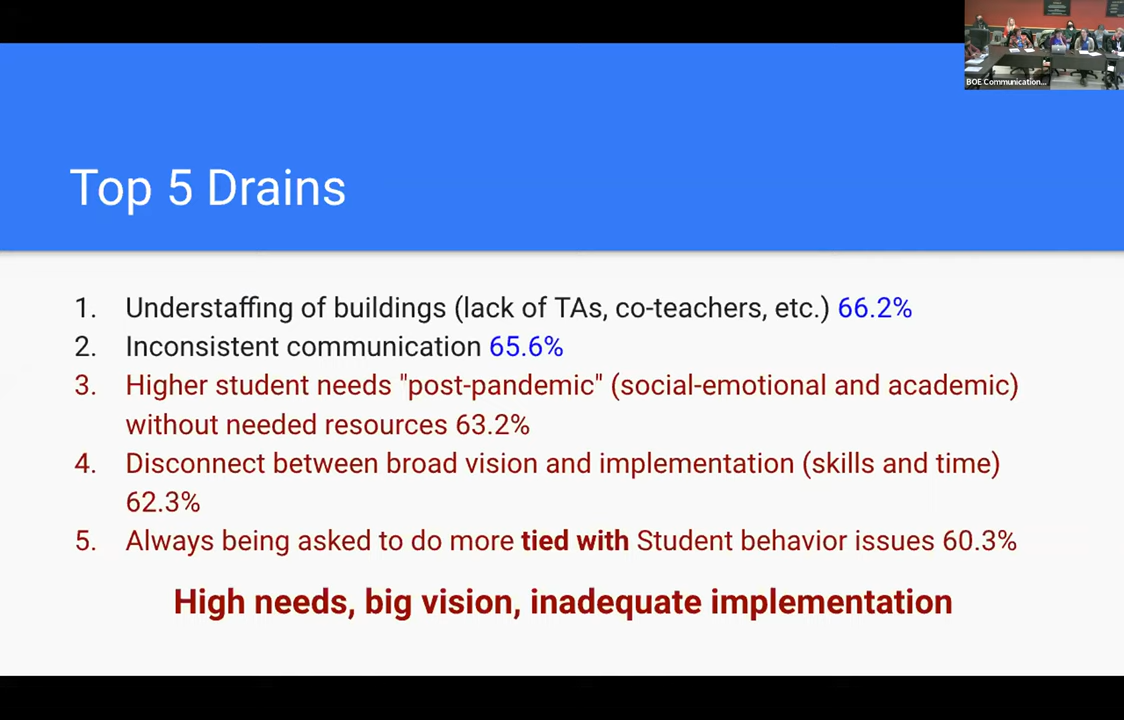 BOE Communication...
Top 5 Drains
1. Understaffing of buildings (lack of TAs, co-teachers, etc.) 66.2%
2. Inconsistent communication 65.6%
3. Higher student needs "post-pandemic" (social-emotional and academic)
without needed resources 63.2%
4. Disconnect between broad vision and implementation (skills and time)
62.3%
5. Always being asked to do more tied with Student behavior issues 60.3%
High needs, big vision, inadequate implementation